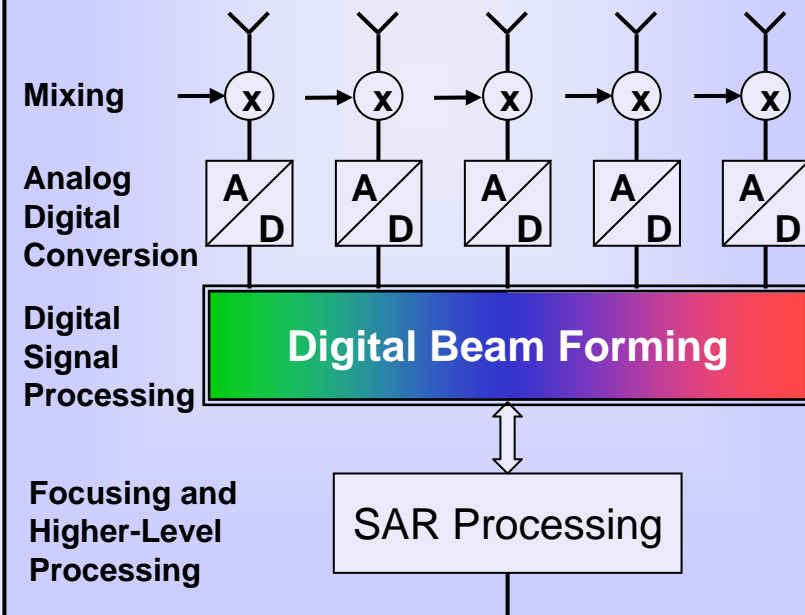 Mixing
x x x x x
Analog
Digital
Conversion
A A A A A
D D D D D
Digital
Signal
Processing
Digital Beam Forming
Focusing and
Higher-Level
Processing
SAR Processing